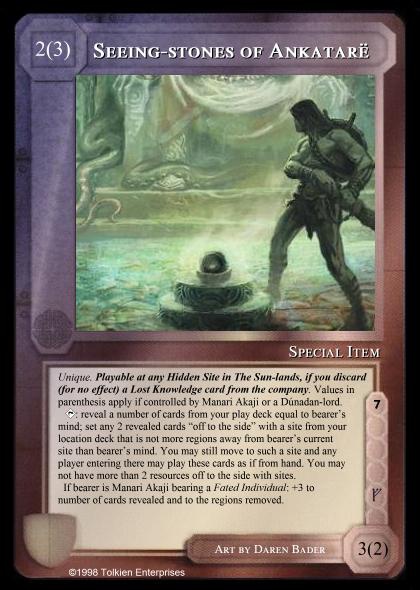 2(3)
SEEING-STONES OF ANKATARË
SPECIAL ITEM
Unique. Playable at any Hidden Site in The Sun-lands, if you discard
(for no effect) a Lost Knowledge card from the company. Values in
parenthesis apply if controlled by Manari Akaji or a Dúnadan-lord.
: reveal a number of cards from your play deck equal to bearer's
mind; set any 2 revealed cards "off to the side" with a site from your
location deck that is not more regions away from bearer's current
site than bearer's mind. You may still move to such a site and any
player entering there may play these cards as if from hand. You may
not have more than 2 resources off to the side with sites.
If bearer is Manari Akaji bearing a Fated Individual: +3 to
number of cards revealed and to the regions removed.
7
ART BY DAREN BADER
3(2)
©1998 Tolkien Enterprises